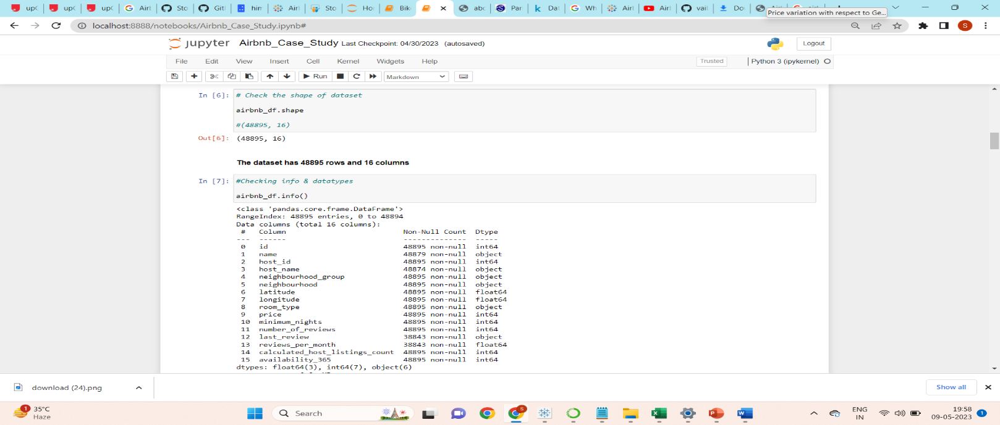 upG
upG
upG
Airb
Sto
Git
him
Airl
Sto
Ho
Bik
abc
Par
Dat
Wh
Airl
Airl
vail
Do
Price variation with respect to Ge...
localhost:8888/notebooks/Airbnb_Case_Study.ipynb#
S
jupyter Airbnb_Case_Study Last Checkpoint: 04/30/2023 (autosaved)
Logout
File Edit View Insert Cell Kernel Widgets Help
Trusted
Python 3 (ipykernel)
Run
Markdown
In [6]: # Check the shape of dataset
airbnb_df.shape
#(48895, 16)
Out[6]: (48895, 16)
The dataset has 48895 rows and 16 columns
In [7]: #Checking info & datatypes
airbnb_df.info()
<class 'pandas.core.frame.DataFrame'>
RangeIndex: 48895 entries, 0 to 48894
Data columns (total 16 columns):
# Column Non-Null Count Dtype
--- ------ -------------- -----
0 id 48895 non-null int64
1 name 48879 non-null object
2 host_id 48895 non-null int64
3 host_name 48874 non-null object
4 neighbourhood_group 48895 non-null object
5 neighbourhood 48895 non-null object
6 latitude 48895 non-null float64
7 longitude 48895 non-null float64
8 room_type 48895 non-null object
9 price 48895 non-null int64
10 minimum_nights 48895 non-null int64
11 number_of_reviews 48895 non-null int64
12 last_review 38843 non-null object
13 reviews_per_month 38843 non-null float64
14 calculated_host_listings_count 48895 non-null int64
15 availability_365 48895 non-null int64
dtypes: float64(3), int64(7), object(6)
download (24).png
Show all
1
35°C
Haze
Search
ENG
IN
19:58
09-05-2023
1